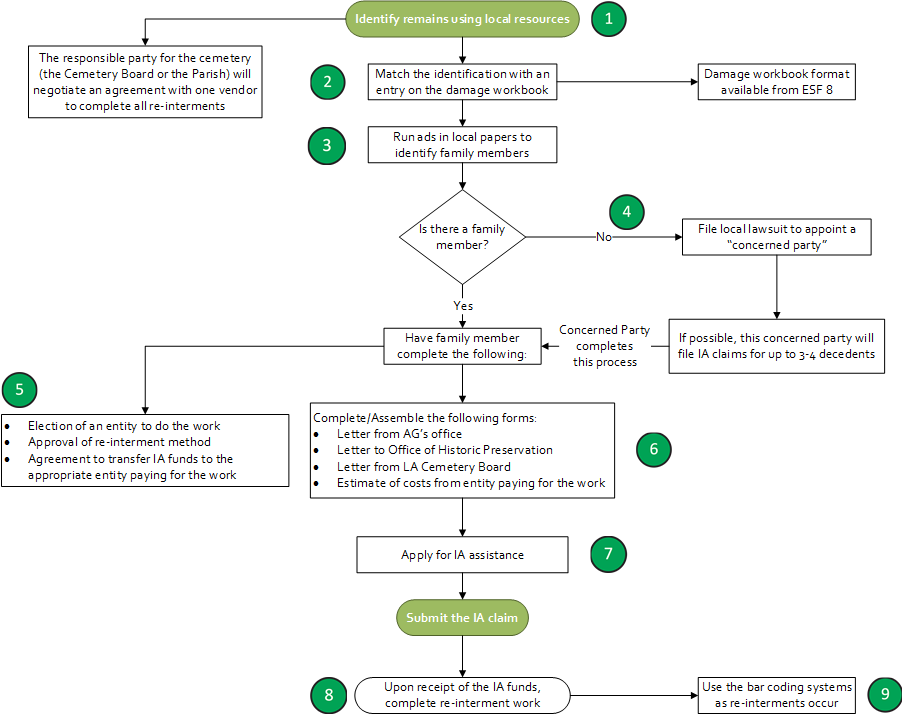 Identify remains using local resources
1
The responsible party for the cemetery
(the Cemetery Board or the Parish) will
negotiate an agreement with one vendor
to complete all re-interments
2
Match the identification with an
entry on the damage workbook
Damage workbook format
available from ESF 8
3
Run ads in local papers to
identify family members
Is there a family
member?
4
No
File local lawsuit to appoint a
“concerned party”
Yes
Have family member
complete the following:
Concerned Party
completes
this process
If possible, this concerned party will
file IA claims for up to 3-4 decedents
5
• Election of an entity to do the work
• Approval of re-interment method
• Agreement to transfer IA funds to the
appropriate entity paying for the work
Complete/Assemble the following forms:
• Letter from AG’s office
• Letter to Office of Historic Preservation
• Letter from LA Cemetery Board
• Estimate of costs from entity paying for the work
6
Apply for IA assistance
7
Submit the IA claim
8
Upon receipt of the IA funds,
complete re-interment work
Use the bar coding systems
as re-interments occur
9